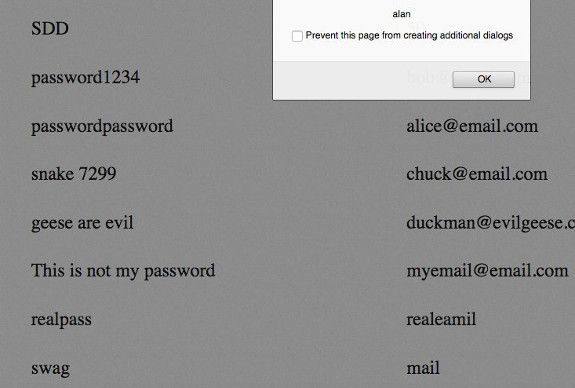 alan
Prevent this page from creating additional dialogs
OK
SDD
password1234
passwordpassword alice@email.com
snake 7299 chuck@email.com
geese are evil duckman@evilgeese.c
This is not my password myemail@email.com
realpass realeamil
swag mail